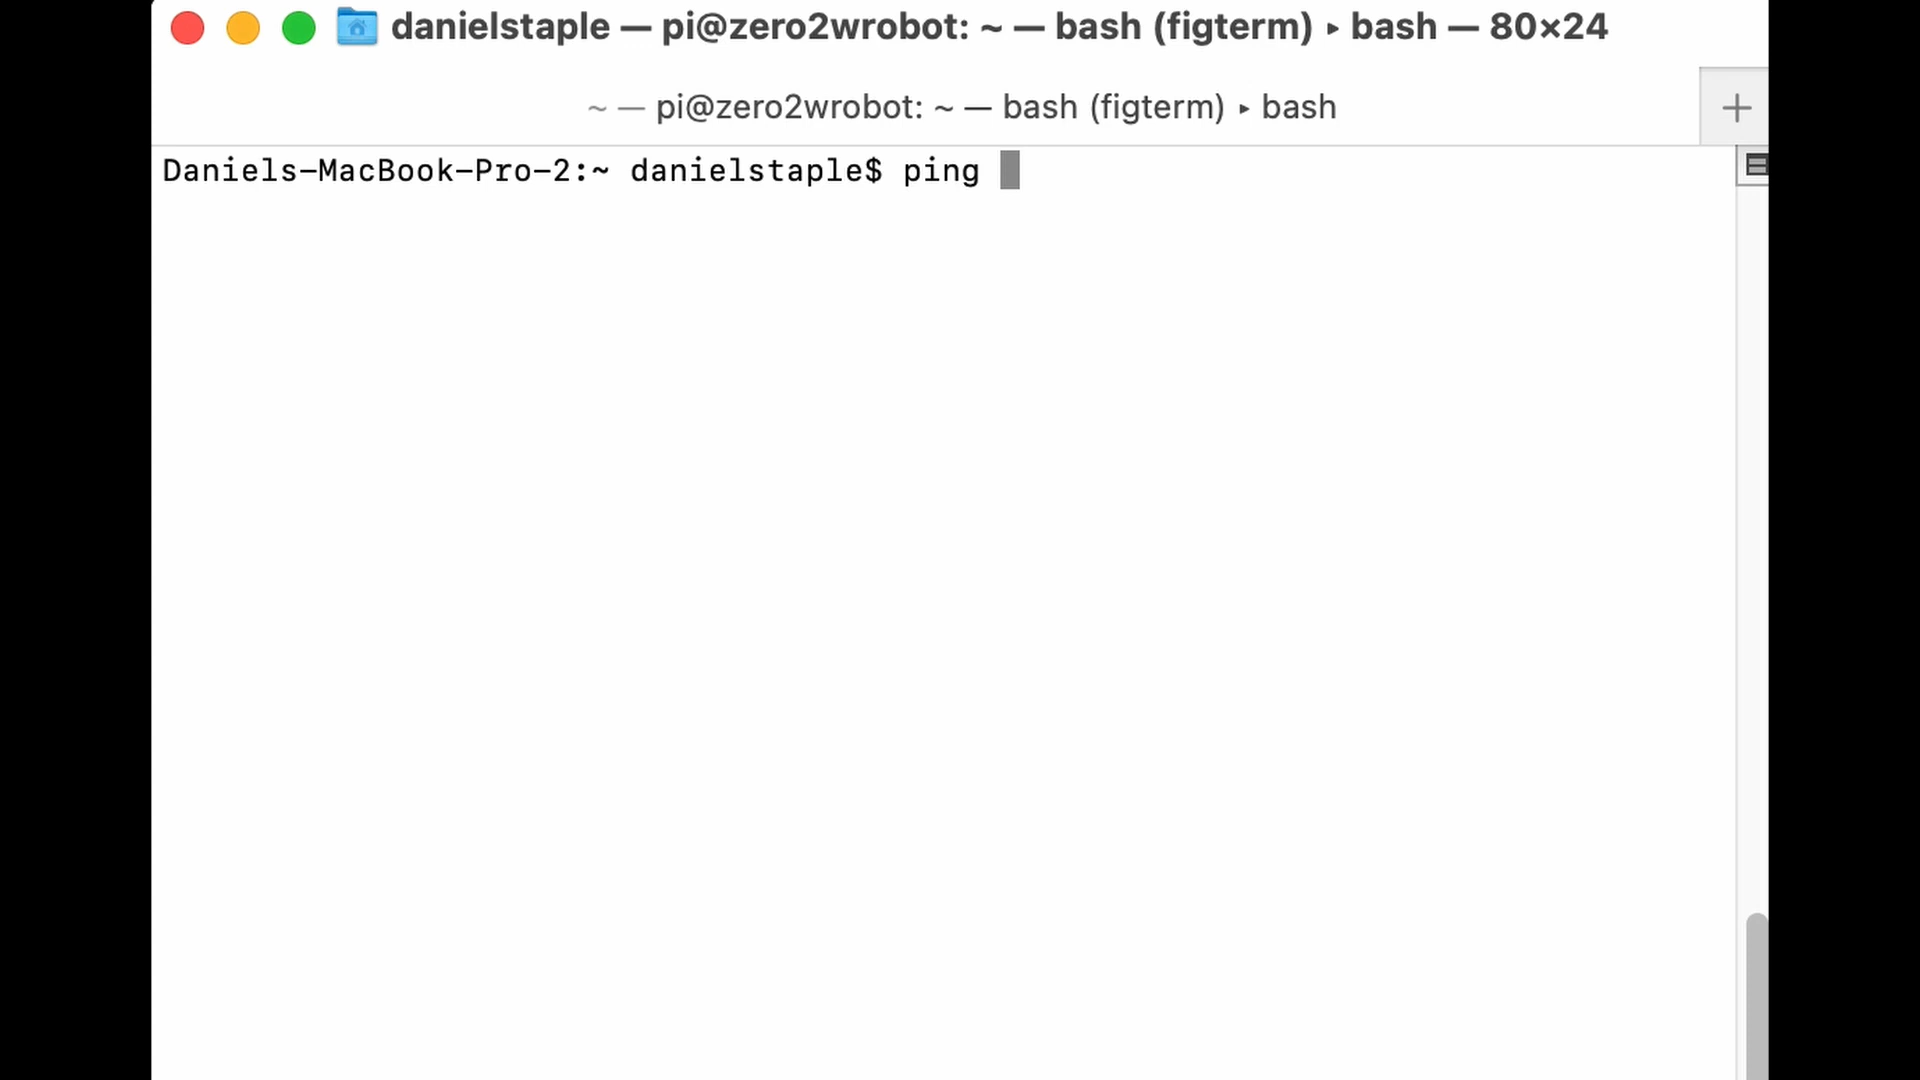 danielstaple — pi@zero2wrobot: ~ — bash (figterm) ▸ bash — 80×24
~ — pi@zero2wrobot: ~ — bash (figterm) ▸ bash
Daniels-MacBook-Pro-2:~ danielstaple$ ping